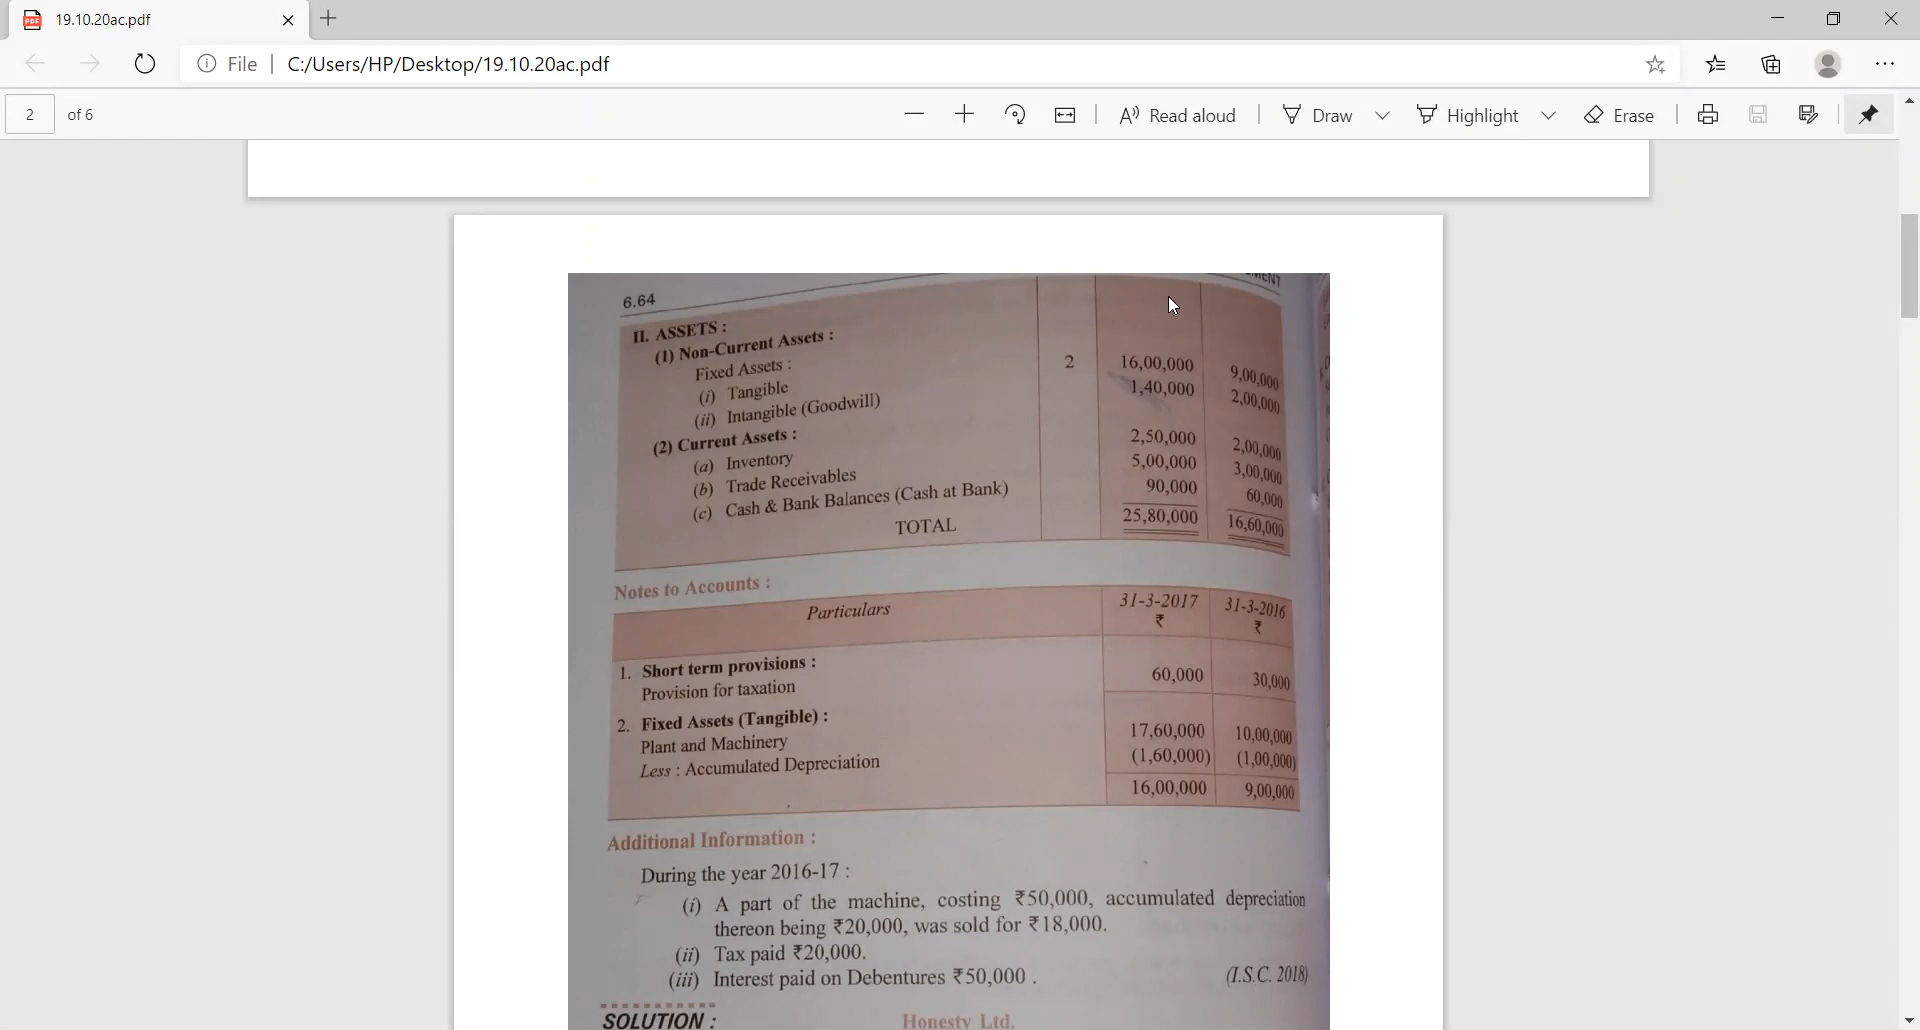 19.10.20ac.pdf
File | C:/Users/HP/Desktop/19.10.20ac.pdf
2 of 6
Read aloud
Draw
Highlight
Erase
6.64
II. ASSETS :
(1) Non-Current Assets :
Fixed Assets :
(i) Tangible 2 16,00,000 9,00,000
(ii) Intangible (Goodwill) 1,40,000 2,00,000
(2) Current Assets :
(a) Inventory 2,50,000 2,00,000
(b) Trade Receivables 5,00,000 3,00,000
(c) Cash & Bank Balances (Cash at Bank) 90,000 60,000
TOTAL 25,80,000 16,60,000
Notes to Accounts :
Particulars 31-3-2017 31-3-2016
₹ ₹
1. Short term provisions :
Provision for taxation 60,000 30,000
2. Fixed Assets (Tangible) :
Plant and Machinery 17,60,000 10,00,000
Less : Accumulated Depreciation (1,60,000) (1,00,000)
16,00,000 9,00,000
Additional Information :
During the year 2016-17 :
(i) A part of the machine, costing ₹50,000, accumulated depreciation
thereon being ₹20,000, was sold for ₹18,000.
(ii) Tax paid ₹20,000.
(iii) Interest paid on Debentures ₹50,000 . (I.S.C. 2018)
SOLUTION : Honesty Ltd.